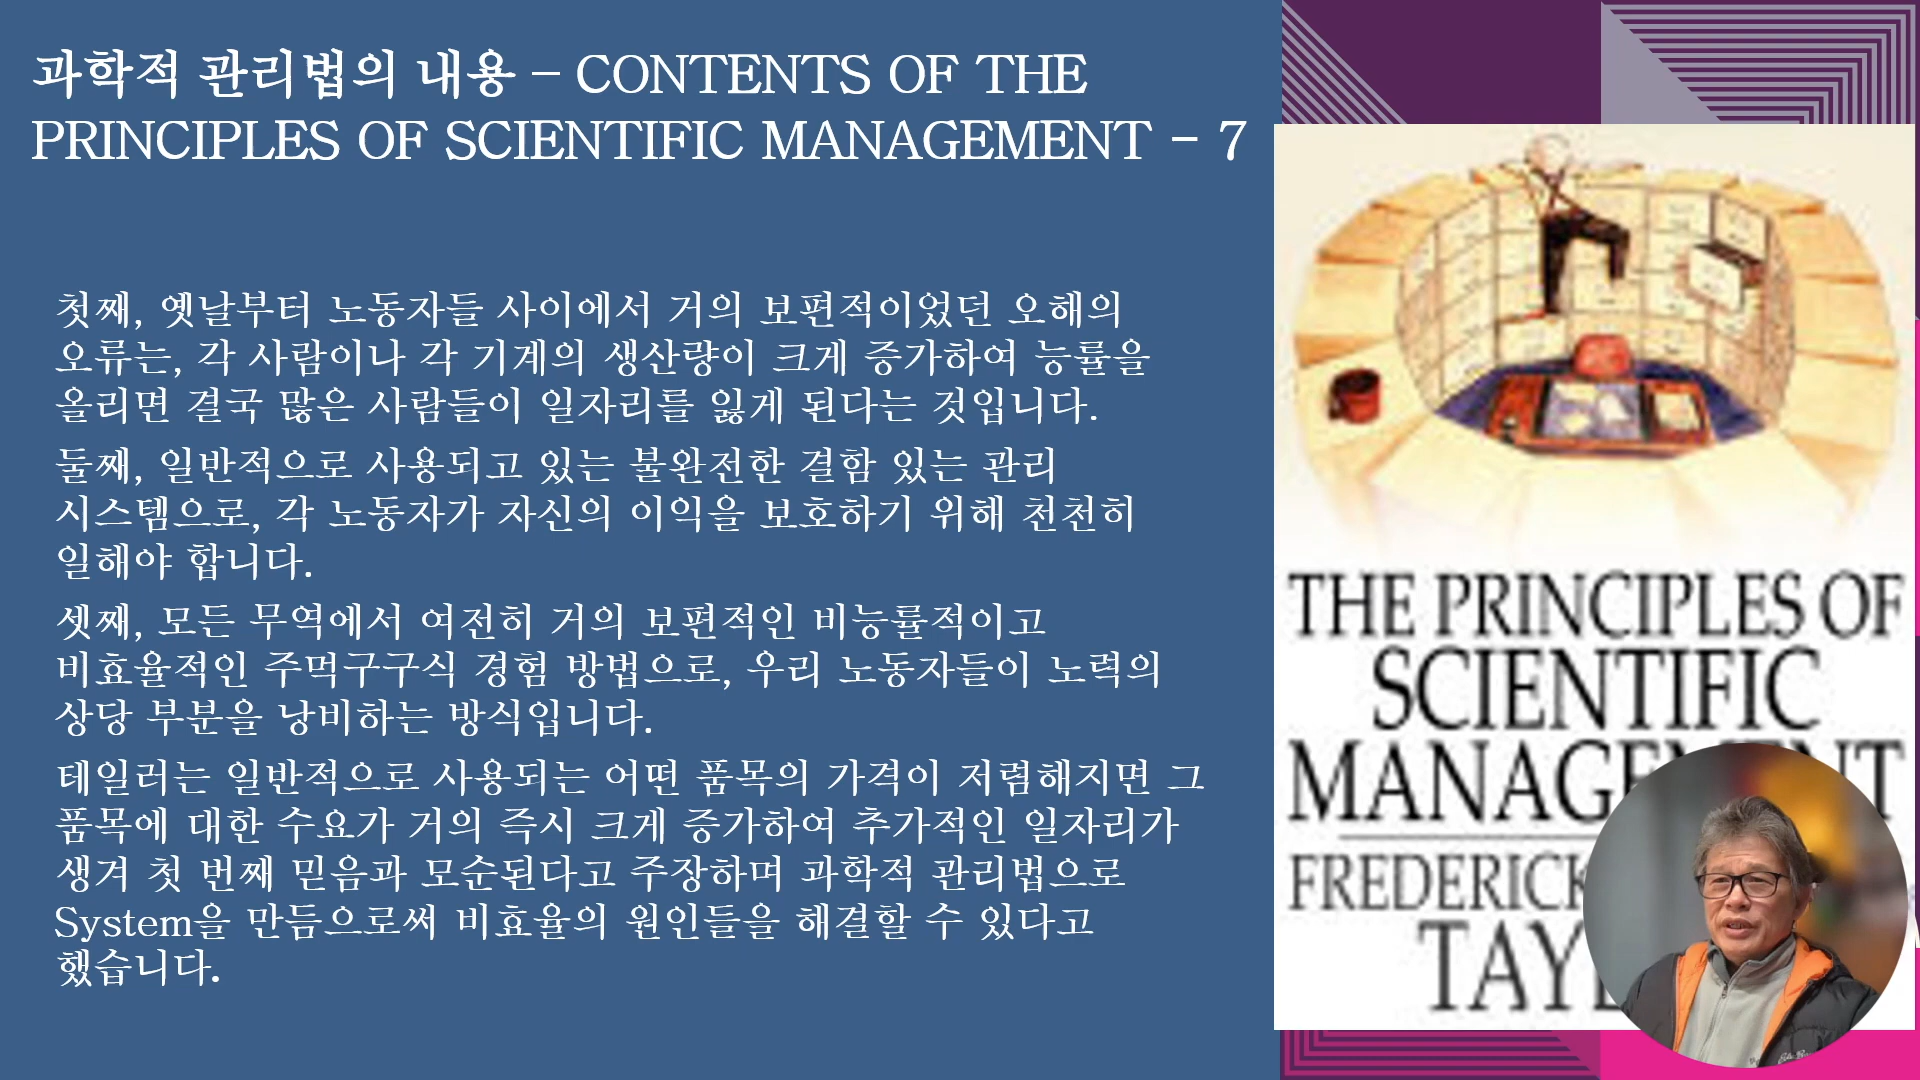 과학적 관리법의 내용 – CONTENTS OF THE
PRINCIPLES OF SCIENTIFIC MANAGEMENT - 7
첫째, 옛날부터 노동자들 사이에서 거의 보편적이었던 오해의
오류는, 각 사람이나 각 기계의 생산량이 크게 증가하여 능률을
올리면 결국 많은 사람들이 일자리를 잃게 된다는 것입니다.
둘째, 일반적으로 사용되고 있는 불완전한 결함 있는 관리
시스템으로, 각 노동자가 자신의 이익을 보호하기 위해 천천히
일해야 합니다.
셋째, 모든 무역에서 여전히 거의 보편적인 비능률적이고
비효율적인 주먹구구식 경험 방법으로, 우리 노동자들이 노력의
상당 부분을 낭비하는 방식입니다.
테일러는 일반적으로 사용되는 어떤 품목의 가격이 저렴해지면 그
품목에 대한 수요가 거의 즉시 크게 증가하여 추가적인 일자리가
생겨 첫 번째 믿음과 모순된다고 주장하며 과학적 관리법으로
System을 만듬으로써 비효율의 원인들을 해결할 수 있다고
했습니다.
THE PRINCIPLES OF
SCIENTIFIC
MANAGEMENT
FREDERICK